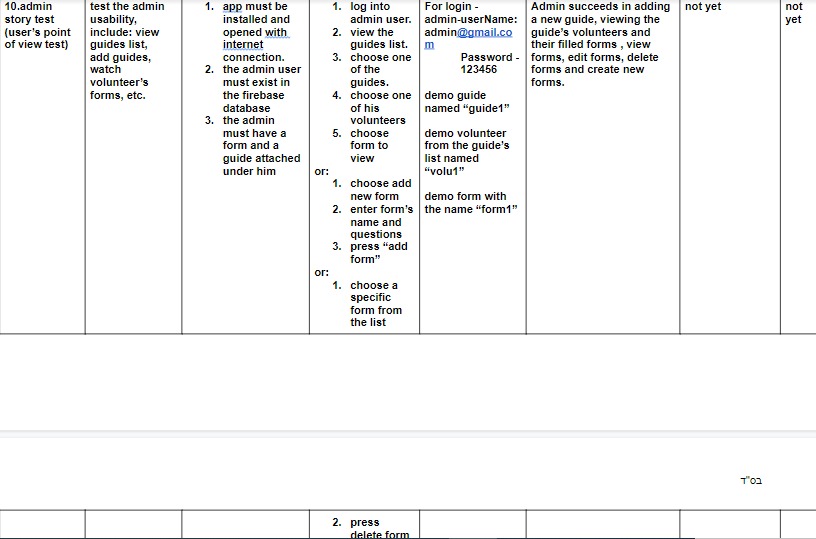 10.admin
story test
(user's point
of view test)
test the admin
usability,
include: view
guides list,
add guides,
watch
volunteer's
forms, etc.
1. app must be
installed and
opened with
internet
connection.
2. the admin user
must exist in
the firebase
database
3. the admin
must have a
form and a
guide attached
under him
1. log into
admin user.
2. view the
guides list.
3. choose one
of the
guides.
4. choose one
of his
volunteers
5. choose
form to
view
or:
1. choose add
new form
2. enter form's
name and
questions
3. press “add
form”
or:
1. choose a
specific
form from
the list
For login -
admin-userName:
admin@gmail.co
m
Password -
123456
demo guide
named “guide1”
demo volunteer
from the guide's
list named
“volu1”
demo form with
the name “form1”
Admin succeeds in adding
a new guide, viewing the
guide's volunteers and
their filled forms , view
forms, edit forms, delete
forms and create new
forms.
not yet
not
yet
בס"ד
2. press
delete form